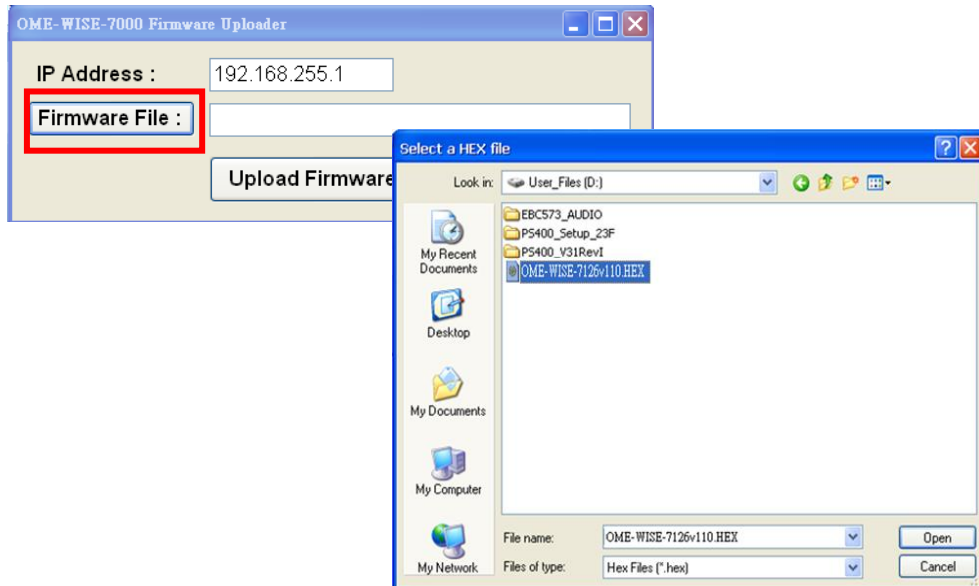 OME-WISE-7000 Firmware Uploader
IP Address :
192.168.255.1
Firmware File :
Upload Firmware
Select a HEX file
Look in:
User_Files (D:)
EBC573_AUDIO
PS400_Setup_23F
PS400_V31RevI
OME-WISE-7126v110.HEX
My Recent
Documents
Desktop
My Documents
My Computer
My Network
File name:
OME-WISE-7126v110.HEX
Open
Files of type:
Hex Files (*.hex)
Cancel